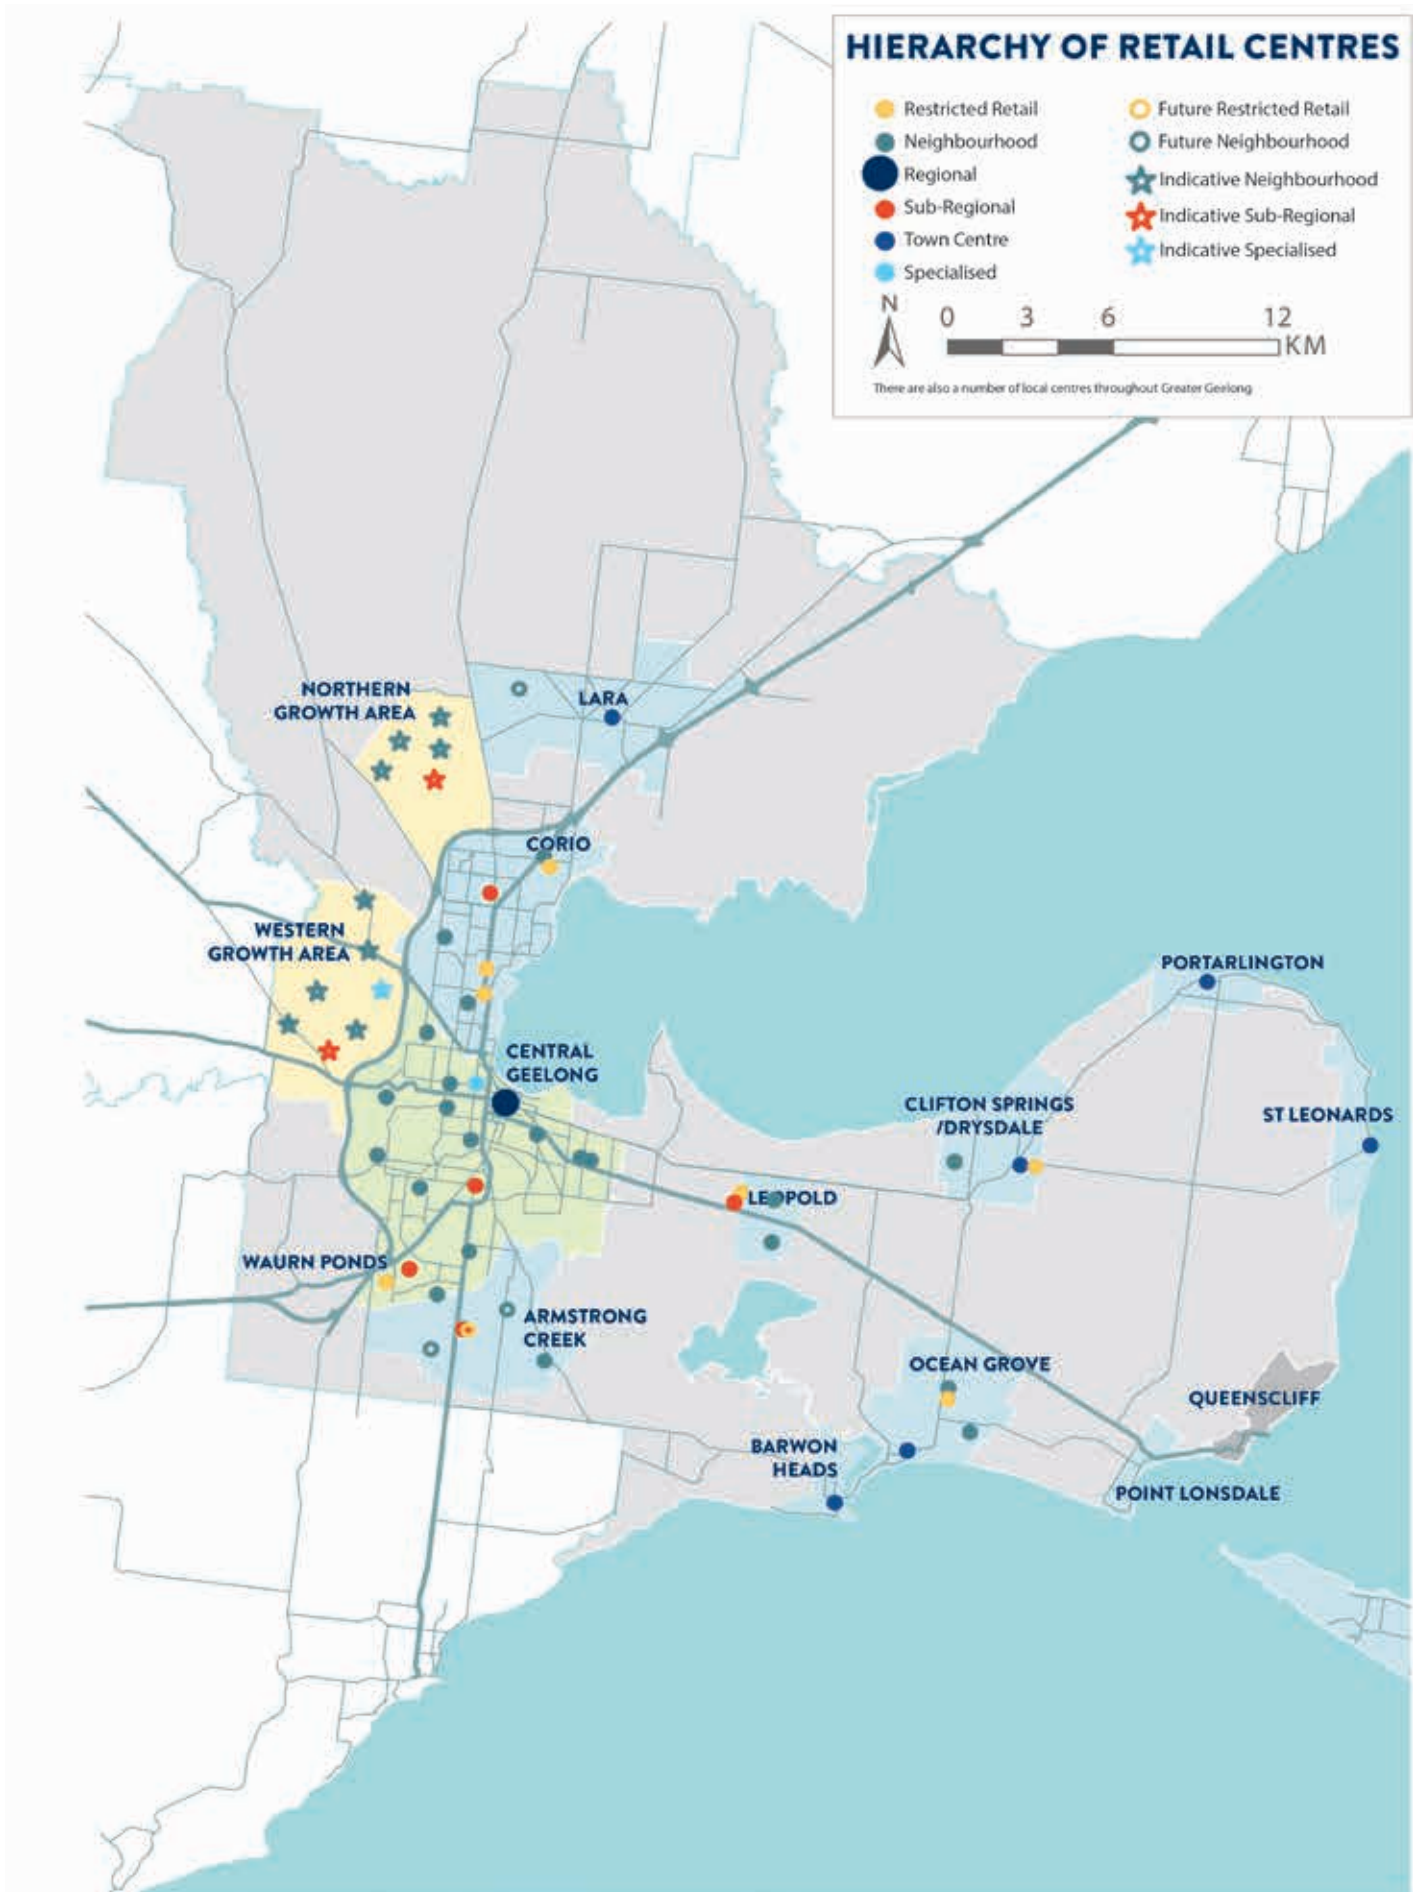 HIERARCHY OF RETAIL CENTRES
Restricted Retail
Neighbourhood
Regional
Sub-Regional
Town Centre
Specialised
Future Restricted Retail
Future Neighbourhood
Indicative Neighbourhood
Indicative Sub-Regional
Indicative Specialised
N
0 3 6 12
KM
There are also a number of local centres throughout Greater Geelong
NORTHERN
GROWTH AREA
LARA
CORIO
WESTERN
GROWTH AREA
PORTARLINGTON
CENTRAL
GEELONG
CLIFTON SPRINGS
/DRYSDALE
ST LEONARDS
LEOPOLD
WAURN PONDS
ARMSTRONG
CREEK
OCEAN GROVE
QUEENSCLIFF
BARWON
HEADS
POINT LONSDALE